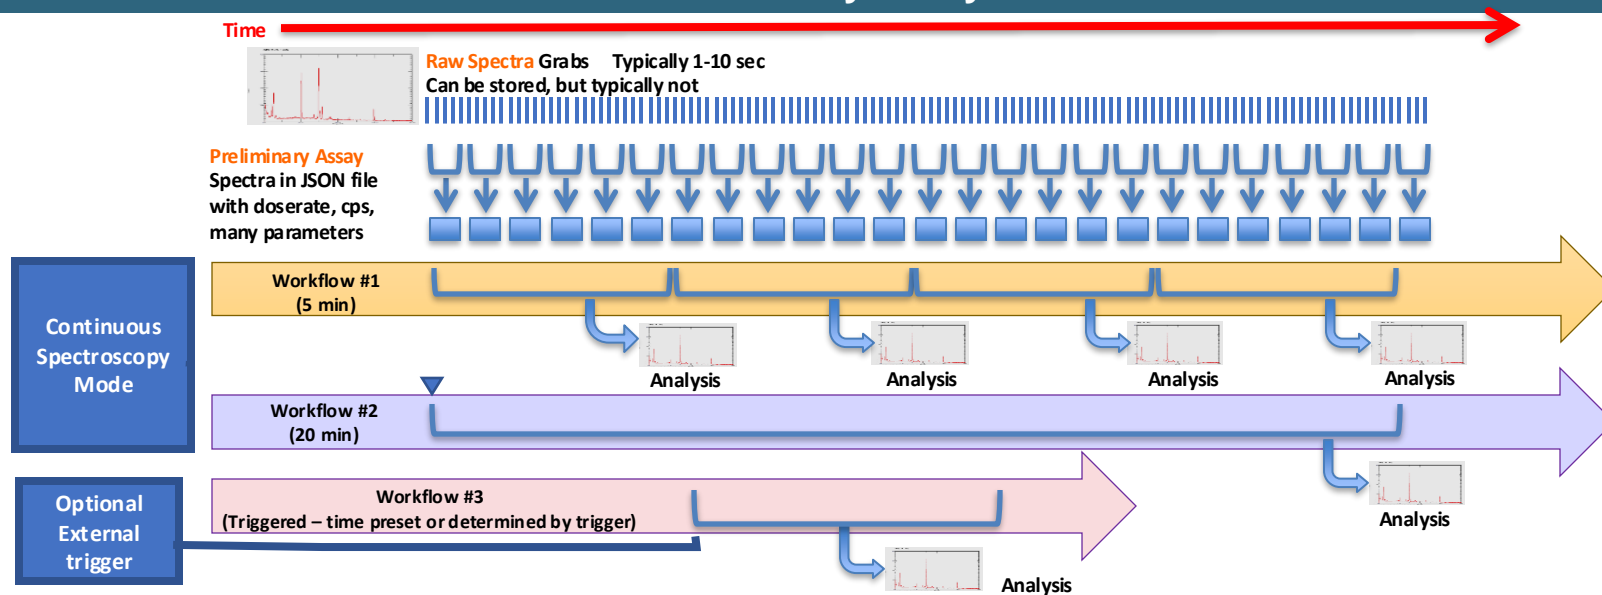 Time
Raw Spectra Grabs Typically 1-10 sec
Can be stored, but typically not
Preliminary Assay
Spectra in JSON file
with doserate, cps,
many parameters
Continuous
Spectroscopy
Mode
Workflow #1
(5 min)
Analysis
Analysis
Analysis
Analysis
Workflow #2
(20 min)
Analysis
Optional
External
trigger
Workflow #3
(Triggered – time preset or determined by trigger)
Analysis